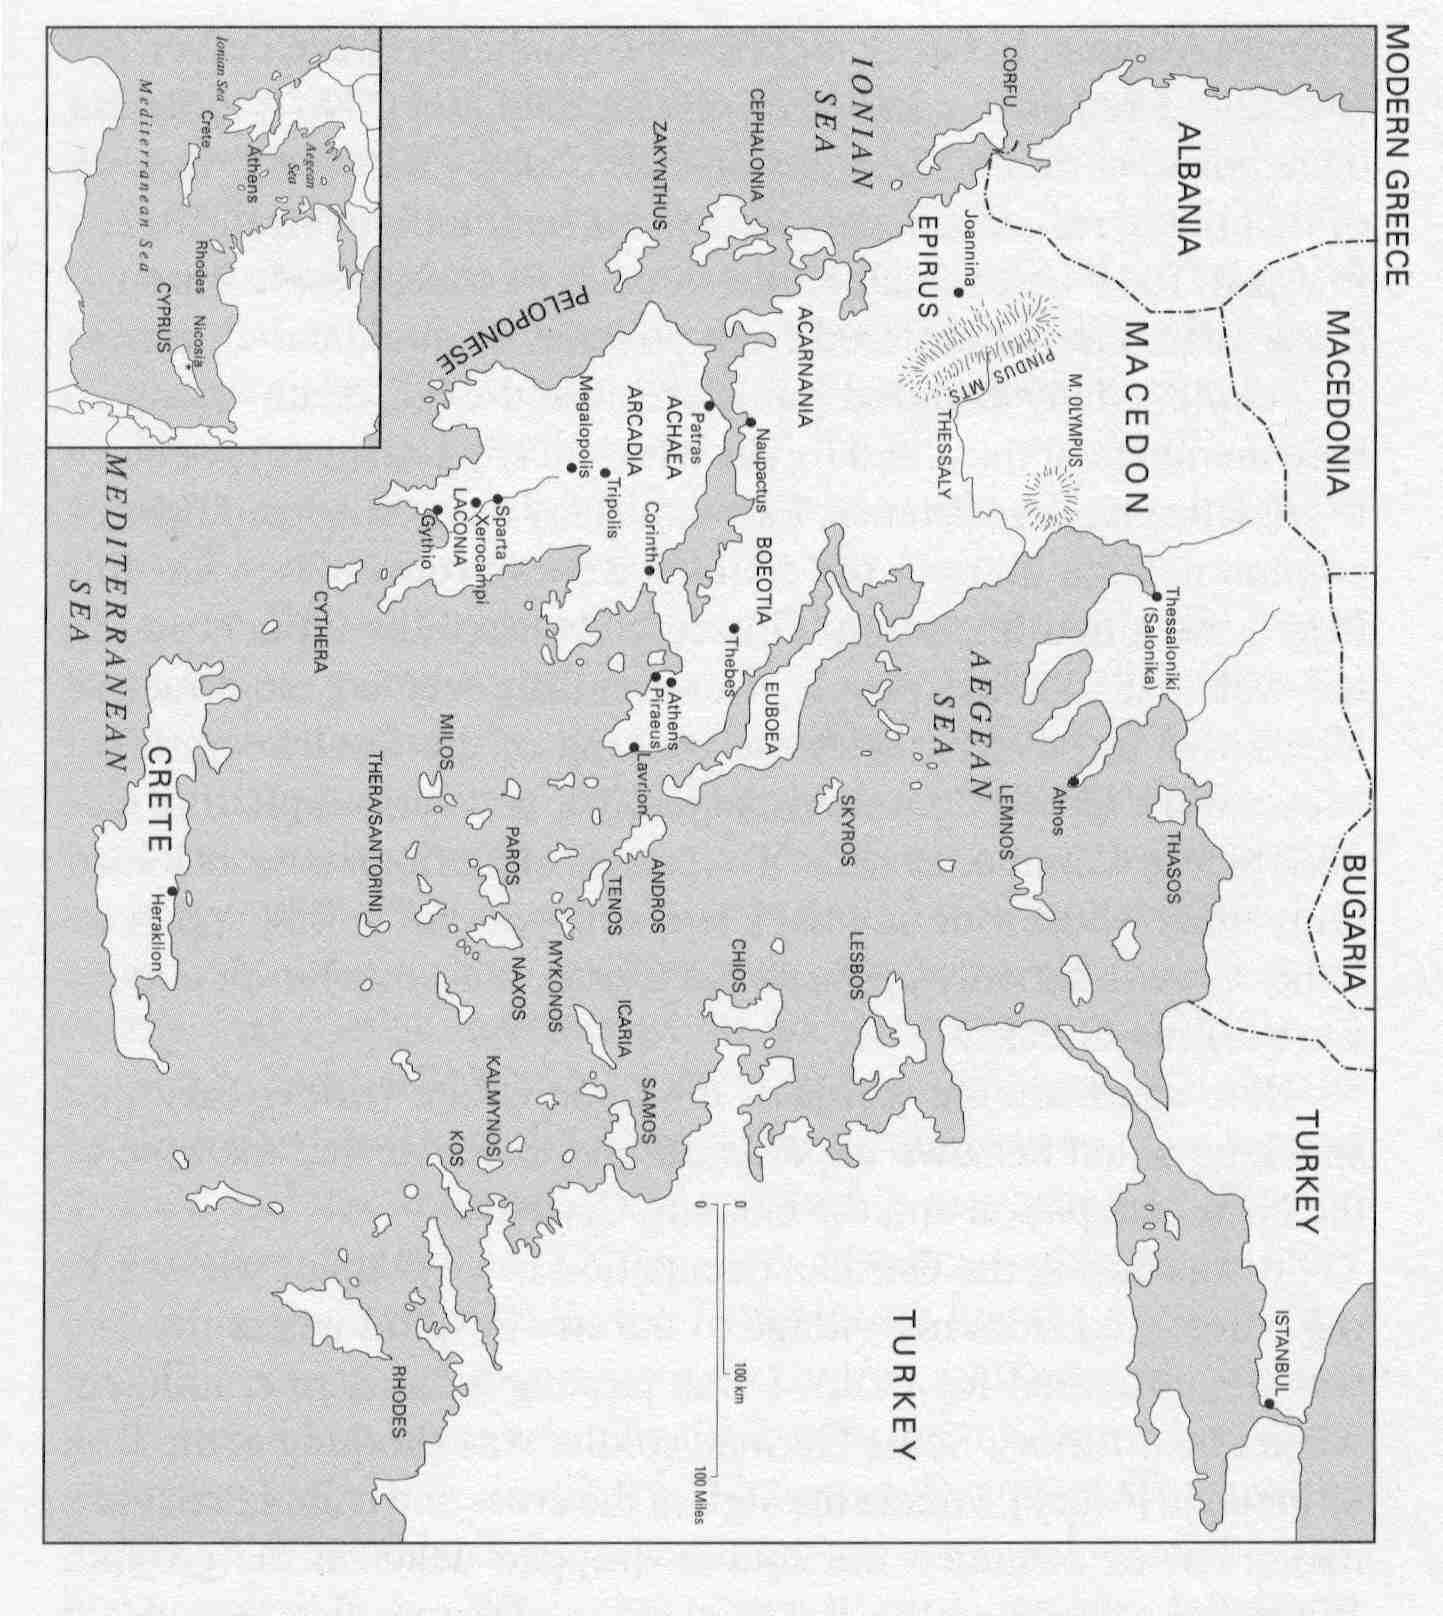 MODERN GREECE
ALBANIA
MACEDONIA
BUGARIA
TURKEY
ISTANBUL
MACEDON
Thessaloniki
(Salonika)
THASOS
CORFU
Joannina
EPIRUS
PINDUS MTS.
M. OLYMPUS
THESSALY
Athos
LEMNOS
AEGEAN
SEA
IONIAN
SEA
CEPHALONIA
ACARNANIA
SKYROS
LESBOS
TURKEY
ZAKYNTHUS
Naupactus
BOEOTIA
Thebes
EUBOEA
CHIOS
0
100 km
0
100 Miles
PELOPONESE
Patras
ACHAEA
ARCADIA
Corinth
Athens
Piraeus
Lavrion
ANDROS
TENOS
ICARIA
SAMOS
Megalopolis
Tripolis
MYKONOS
Sparta
Xerocampi
LACONIA
Gythio
PAROS
NAXOS
KALMYNOS
MILOS
KOS
CYTHERA
THERA/SANTORINI
RHODES
CRETE
Heraklion
MEDITERRANEAN
SEA
Ionian Sea
Aegean
Sea
Athens
Crete
Rhodes
Nicosia
CYPRUS
Mediterranean Sea